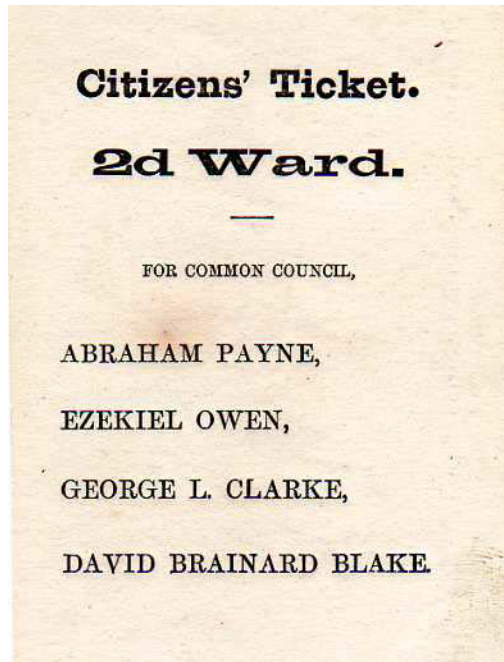 Citizens' Ticket.
2d Ward.
FOR COMMON COUNCIL,
ABRAHAM PAYNE,
EZEKIEL OWEN,
GEORGE L. CLARKE,
DAVID BRAINARD BLAKE.